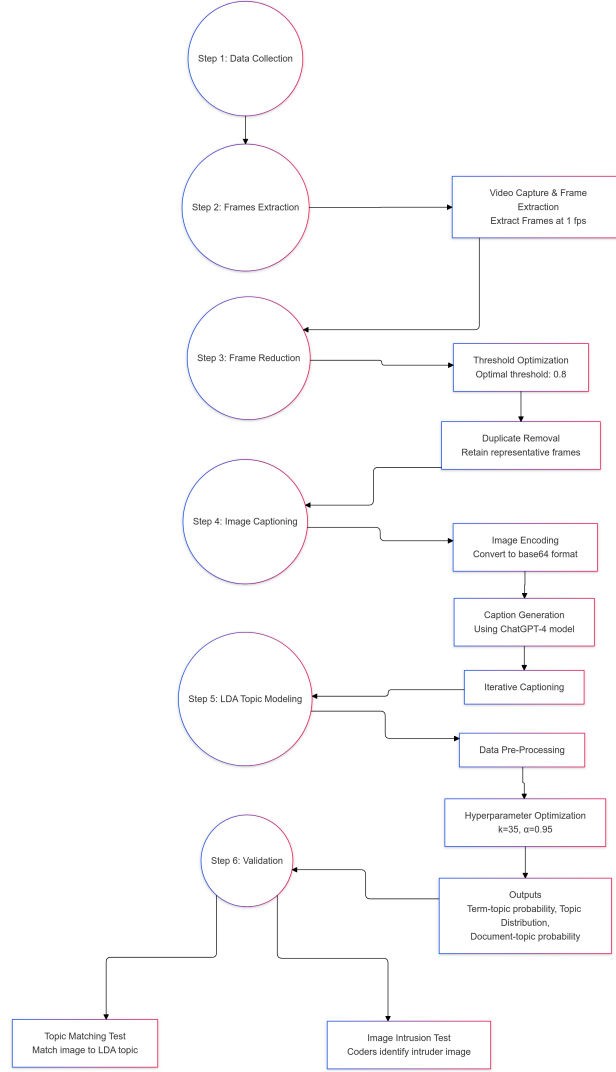 Step 1: Data Collection
Step 2: Frames Extraction
Video Capture & Frame
Extraction
Extract Frames at 1 fps
Step 3: Frame Reduction
Threshold Optimization
Optimal threshold: 0.8
Duplicate Removal
Retain representative frames
Step 4: Image Captioning
Image Encoding
Convert to base64 format
Caption Generation
Using ChatGPT-4 model
Iterative Captioning
Step 5: LDA Topic Modeling
Data Pre-Processing
Hyperparameter Optimization
k=35, α=0.95
Step 6: Validation
Outputs
Term-topic probability, Topic
Distribution,
Document-topic probability
Topic Matching Test
Match image to LDA topic
Image Intrusion Test
Coders identify intruder image